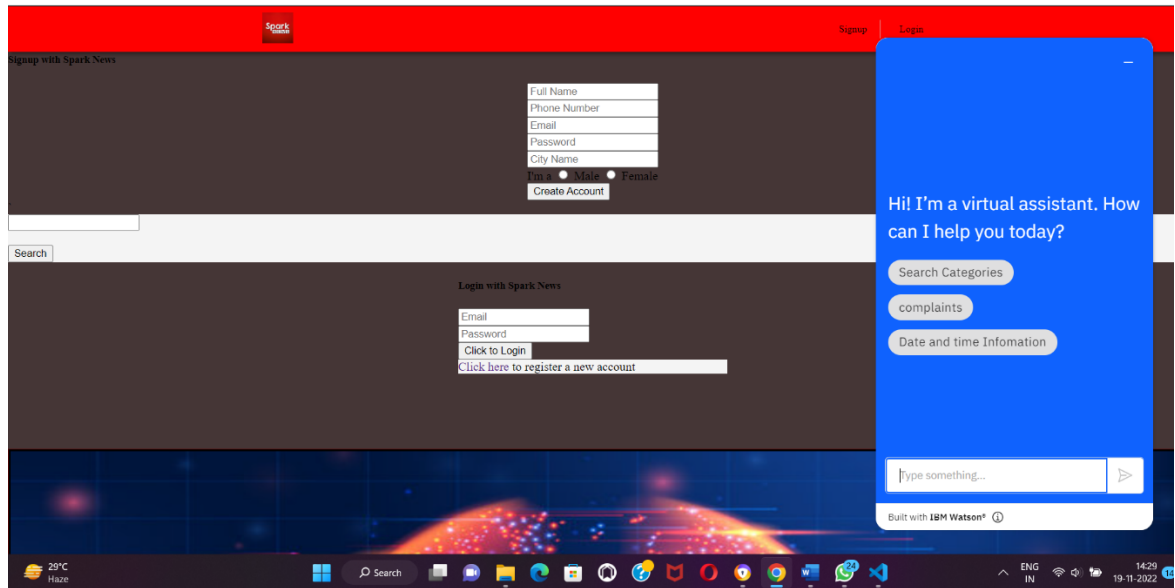 Spark
Signup
Login
Signup with Spark News
Full Name
Phone Number
Email
Password
City Name
I'm a Male Female
Create Account
Search
Login with Spark News
Email
Password
Click to Login
Click here to register a new account
Hi! I'm a virtual assistant. How
can I help you today?
Search Categories
complaints
Date and time Infomation
Type something...
Built with IBM Watson®
29°C
Haze
Search
24
ENG
IN
14:29
19-11-2022